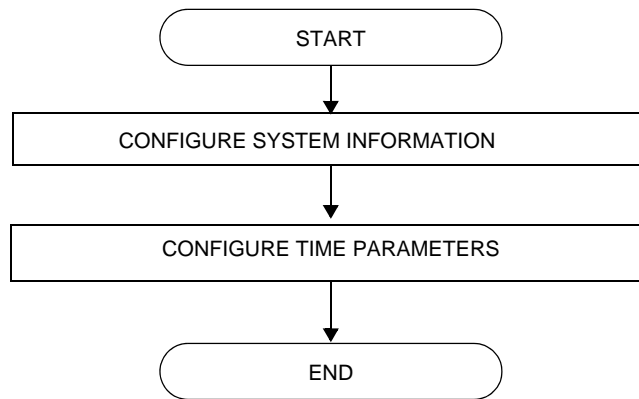 START
CONFIGURE SYSTEM INFORMATION
CONFIGURE TIME PARAMETERS
END